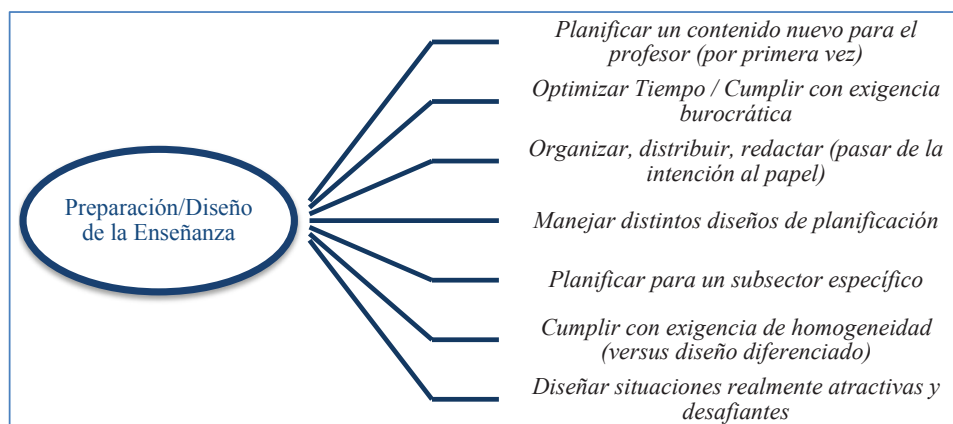 Planificar un contenido nuevo para el
profesor (por primera vez)
Optimizar Tiempo / Cumplir con exigencia
burocrática
Organizar, distribuir, redactar (pasar de la
intención al papel)
Preparación/Diseño
de la Enseñanza
Manejar distintos diseños de planificación
Planificar para un subsector específico
Cumplir con exigencia de homogeneidad
(versus diseño diferenciado)
Diseñar situaciones realmente atractivas y
desafiantes